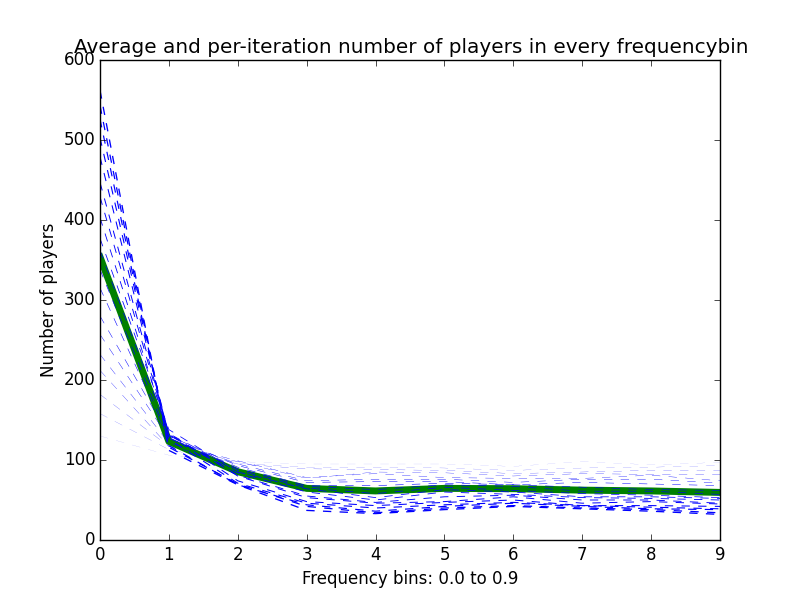 Average and per-iteration number of players in every frequencybin
600
500
400
300
200
100
0
Number of players
0 1 2 3 4 5 6 7 8 9
Frequency bins: 0.0 to 0.9